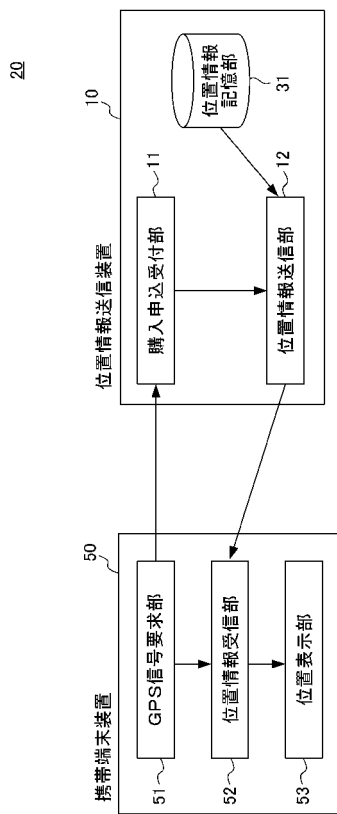 20
携帯端末装置
50
GPS信号要求部
51
位置情報受信部
52
位置表示部
53
位置情報送信装置
10
購入申込受付部
11
位置情報送信部
12
位置情報
記憶部
31